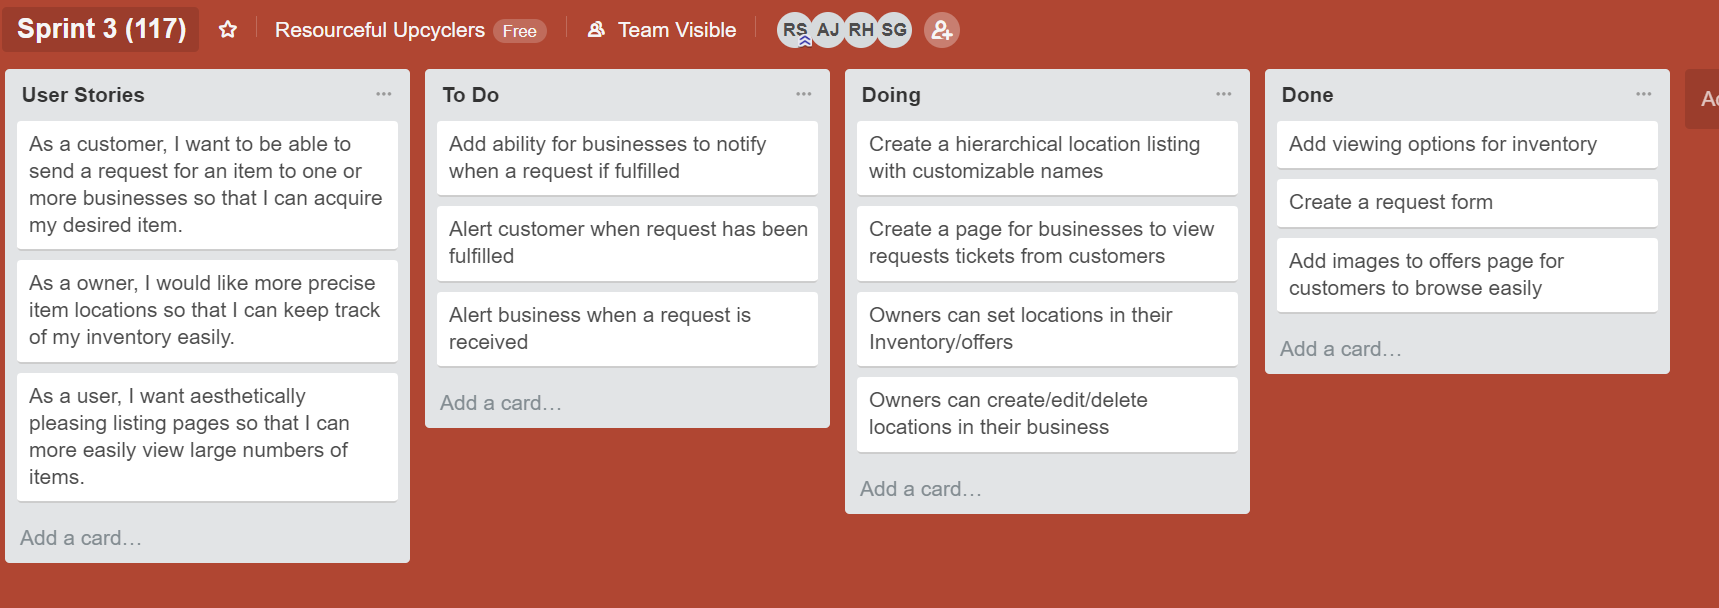 Sprint 3 (117)
Resourceful Upcyclers Free
Team Visible
RS AJ RH SG
User Stories
As a customer, I want to be able to
send a request for an item to one or
more businesses so that I can acquire
my desired item.
As a owner, I would like more precise
item locations so that I can keep track
of my inventory easily.
As a user, I want aesthetically
pleasing listing pages so that I can
more easily view large numbers of
items.
Add a card…
To Do
Add ability for businesses to notify
when a request if fulfilled
Alert customer when request has been
fulfilled
Alert business when a request is
received
Add a card…
Doing
Create a hierarchical location listing
with customizable names
Create a page for businesses to view
requests tickets from customers
Owners can set locations in their
Inventory/offers
Owners can create/edit/delete
locations in their business
Add a card…
Done
Add viewing options for inventory
Create a request form
Add images to offers page for
customers to browse easily
Add a card…